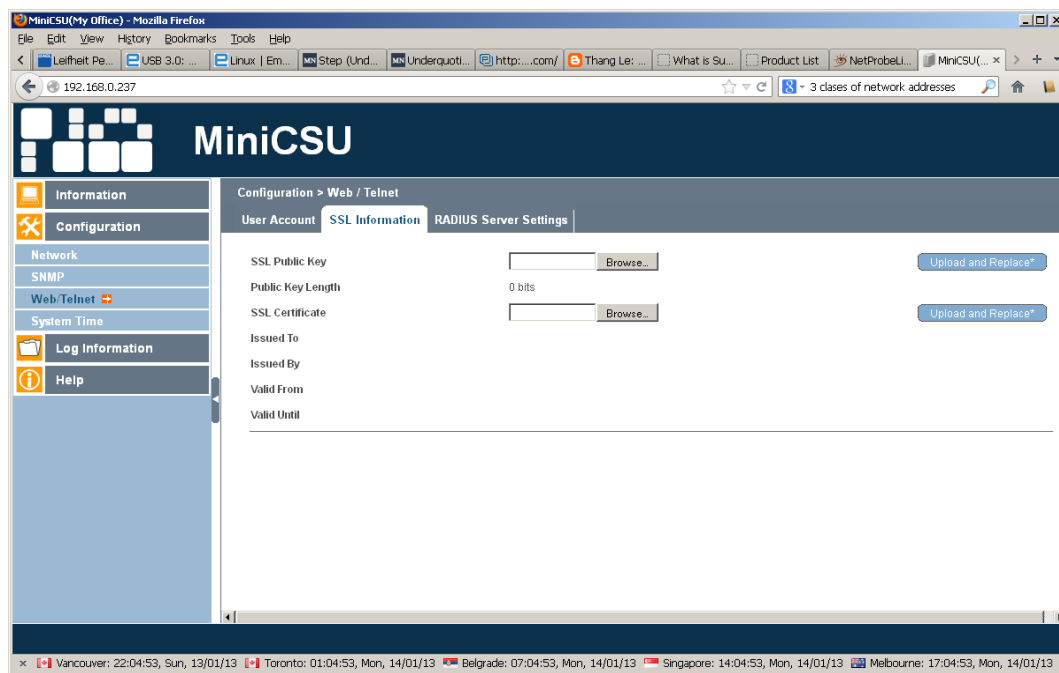 MiniCSU(My Office) - Mozilla Firefox
File Edit View History Bookmarks Tools Help
Leifheit Pe... USB 3.0: ... Linux | Em... MN Step (Und... MN Underquoti... http:....com/ Thang Le: ... What is Su... Product List NetProbeLi... MiniCSU(... × > +
192.168.0.237 8 3 clases of network addresses
MiniCSU
Information
Configuration
Network
SNMP
Web/Telnet
System Time
Log Information
Help
Configuration > Web / Telnet
User Account SSL Information RADIUS Server Settings
SSL Public Key Browse... Upload and Replace*
Public Key Length 0 bits
SSL Certificate Browse... Upload and Replace*
Issued To
Issued By
Valid From
Valid Until
× Vancouver: 22:04:53, Sun, 13/01/13 Toronto: 01:04:53, Mon, 14/01/13 Belgrade: 07:04:53, Mon, 14/01/13 Singapore: 14:04:53, Mon, 14/01/13 Melbourne: 17:04:53, Mon, 14/01/13